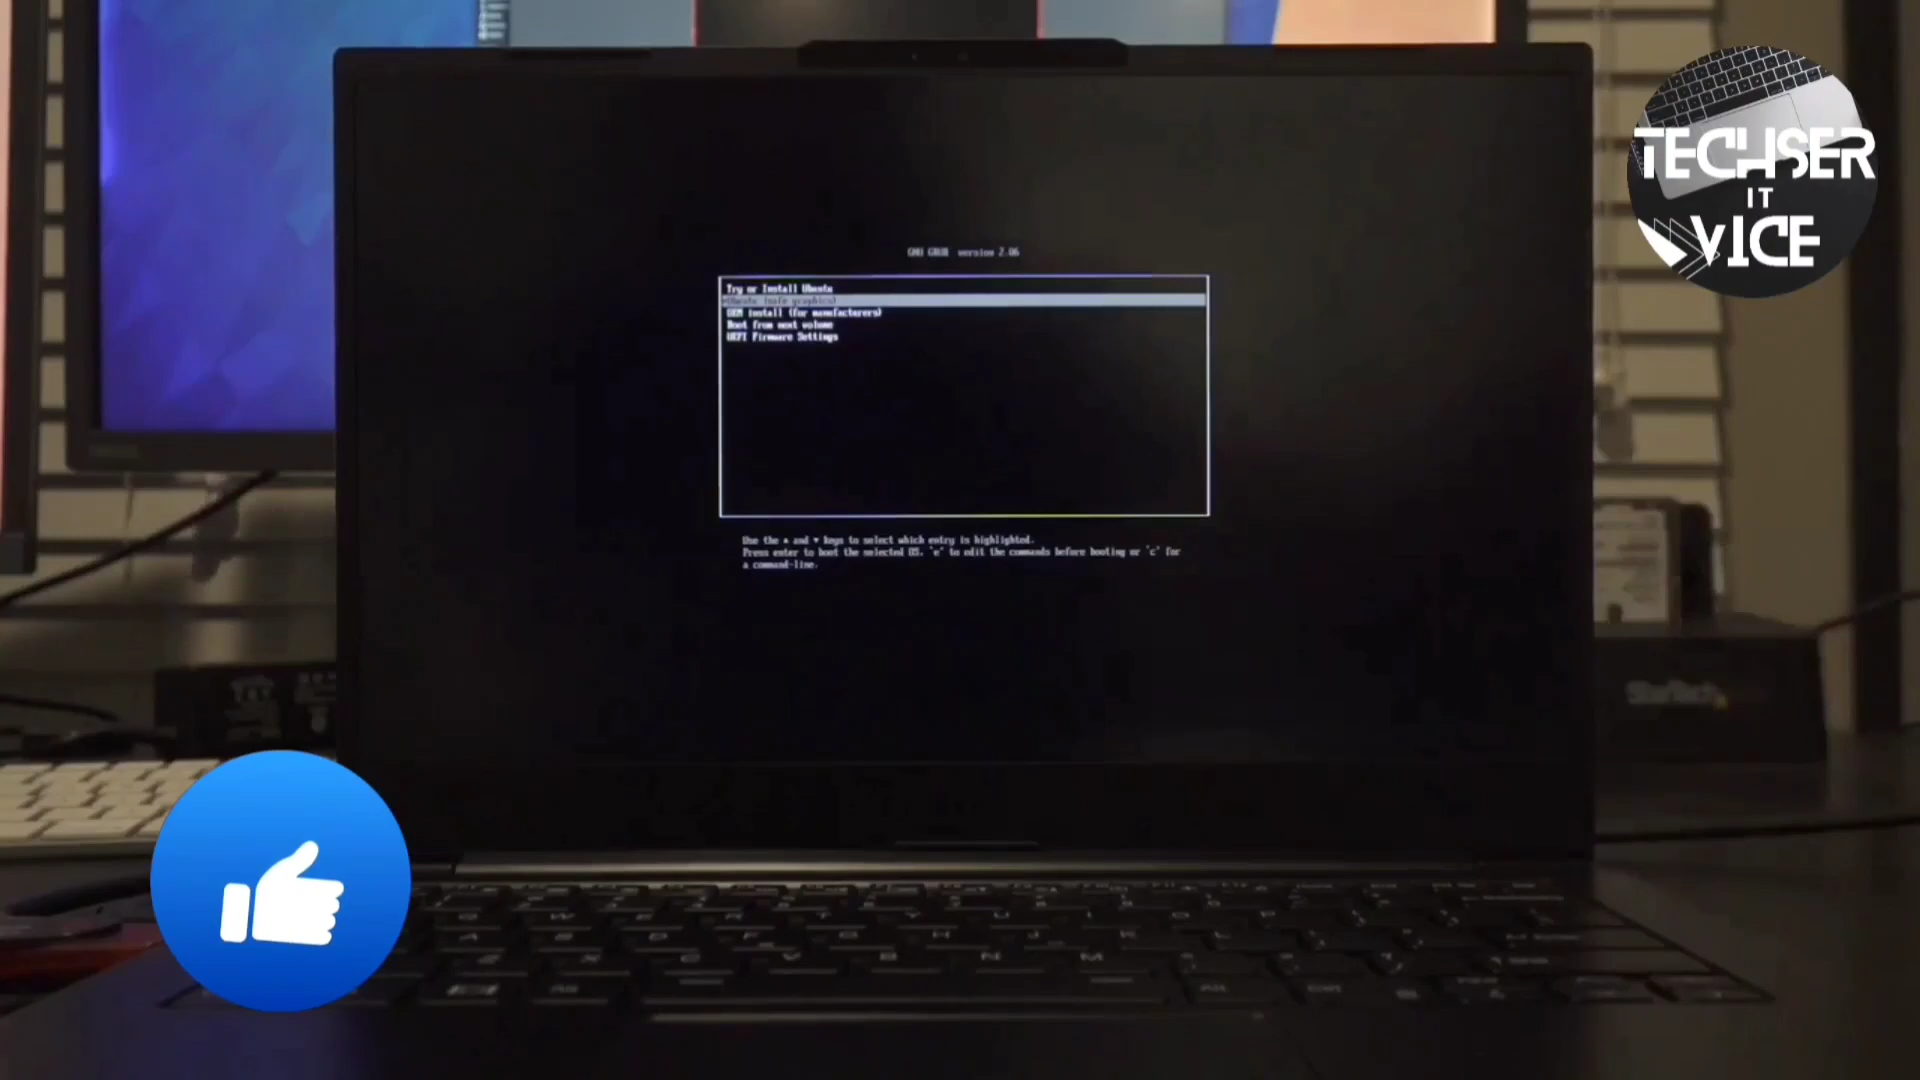 TECHSER
IT
VICE
GNU GRUB version 2.06
Try or Install Ubuntu
*Ubuntu (safe graphics)
OEM install (for manufacturers)
Boot from next volume
UEFI Firmware Settings
Use the ▲ and ▼ keys to select which entry is highlighted.
Press enter to boot the selected OS, `e' to edit the commands before booting or `c' for
a command-line.
StarTech